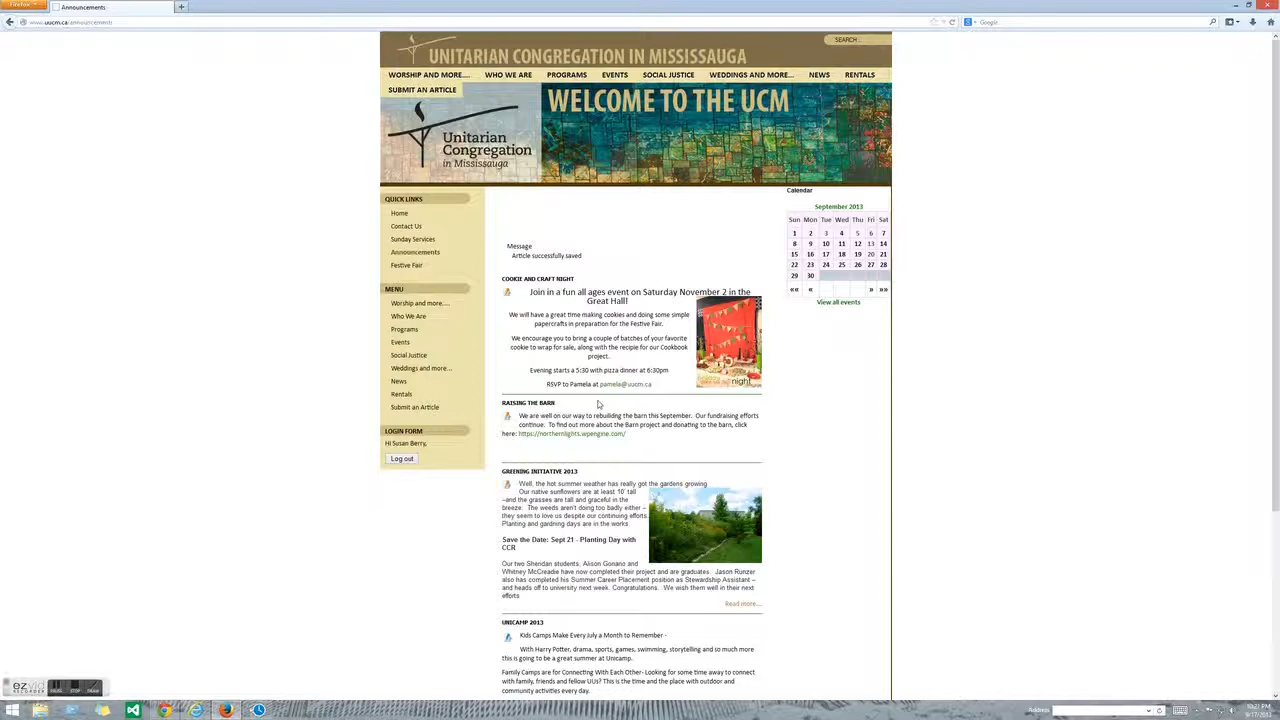 Firefox
Announcements
www.uucm.ca/announcements
Google
SEARCH...
UNITARIAN CONGREGATION IN MISSISSAUGA
WORSHIP AND MORE.... WHO WE ARE PROGRAMS EVENTS SOCIAL JUSTICE WEDDINGS AND MORE... NEWS RENTALS
SUBMIT AN ARTICLE
WELCOME TO THE UCM
Unitarian
Congregation
in Mississauga
QUICK LINKS
Home
Contact Us
Sunday Services
Announcements
Festive Fair
MENU
Worship and more....
Who We Are
Programs
Events
Social Justice
Weddings and more...
News
Rentals
Submit an Article
LOGIN FORM
Hi Susan Berry,
Log out
Message
Article successfully saved
COOKIE AND CRAFT NIGHT
Join in a fun all ages event on Saturday November 2 in the
Great Hall!
We will have a great time making cookies and doing some simple
papercrafts in preparation for the Festive Fair.
We encourage you to bring a couple of batches of your favorite
cookie to wrap for sale, along with the recipie for our Cookbook
project.
Evening starts a 5:30 with pizza dinner at 6:30pm
RSVP to Pamela at pamela@uucm.ca
night
RAISING THE BARN
We are well on our way to rebuilding the barn this September. Our fundraising efforts
continue. To find out more about the Barn project and donating to the barn, click
here: https://northernlights.wpengine.com/
GREENING INITIATIVE 2013
Well, the hot summer weather has really got the gardens growing
Our native sunflowers are at least 10' tall
–and the grasses are tall and graceful in the
breeze. The weeds aren't doing too badly either –
they seem to love us despite our continuing efforts.
Planting and gardning days are in the works.
Save the Date: Sept 21 - Planting Day with
CCR
Our two Sheridan students, Alison Gonano and
Whitney McCreadie have now completed their project and are graduates. Jason Runzer
also has completed his Summer Career Placement position as Stewardship Assistant –
and heads off to university next week. Congratulations. We wish them well in their next
efforts
Read more...
UNICAMP 2013
Kids Camps Make Every July a Month to Remember -
With Harry Potter, drama, sports, games, swimming, storytelling and so much more
this is going to be a great summer at Unicamp.
Family Camps are for Connecting With Each Other- Looking for some time away to connect
with family, friends and fellow UUs? This is the time and the place with outdoor and
community activities every day.
Calendar
September 2013
Sun Mon Tue Wed Thu Fri Sat
1 2 3 4 5 6 7
8 9 10 11 12 13 14
15 16 17 18 19 20 21
22 23 24 25 26 27 28
29 30
«« « » »»
View all events
ezvid
RECORDER
PAUSE STOP DRAW
Address
10:21 PM
9/17/2013